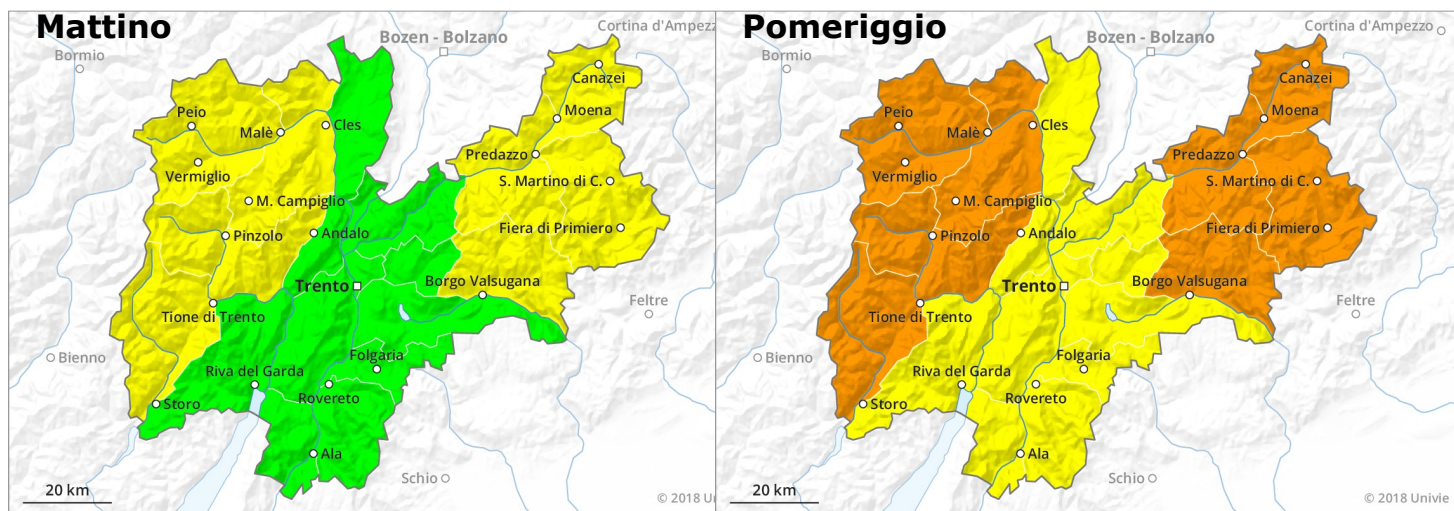 Mattino
Cortina d'Ampezz
Bozen - Bolzano
Bormio
Canazei
Peio
Moena
Malè
Cles
Predazzo
Vermiglio
S. Martino di C.
M. Campiglio
Pinzolo
Andalo
Fiera di Primiero
Trento
Borgo Valsugana
Tione di Trento
Feltre
Bienno
Folgaria
Riva del Garda
Storo
Rovereto
Ala
Schio
20 km
© 2018 Un
Pomeriggio
Cortina d'Ampezzo
Bozen - Bolzano
Bormio
Canazei
Peio
Moena
Malè
Cles
Predazzo
Vermiglio
S. Martino di C.
M. Campiglio
Pinzolo
Andalo
Fiera di Primiero
Trento
Borgo Valsugana
Tione di Trento
Feltre
Bienno
Folgaria
Riva del Garda
Storo
Rovereto
Ala
Schio
20 km
© 2018 Univie